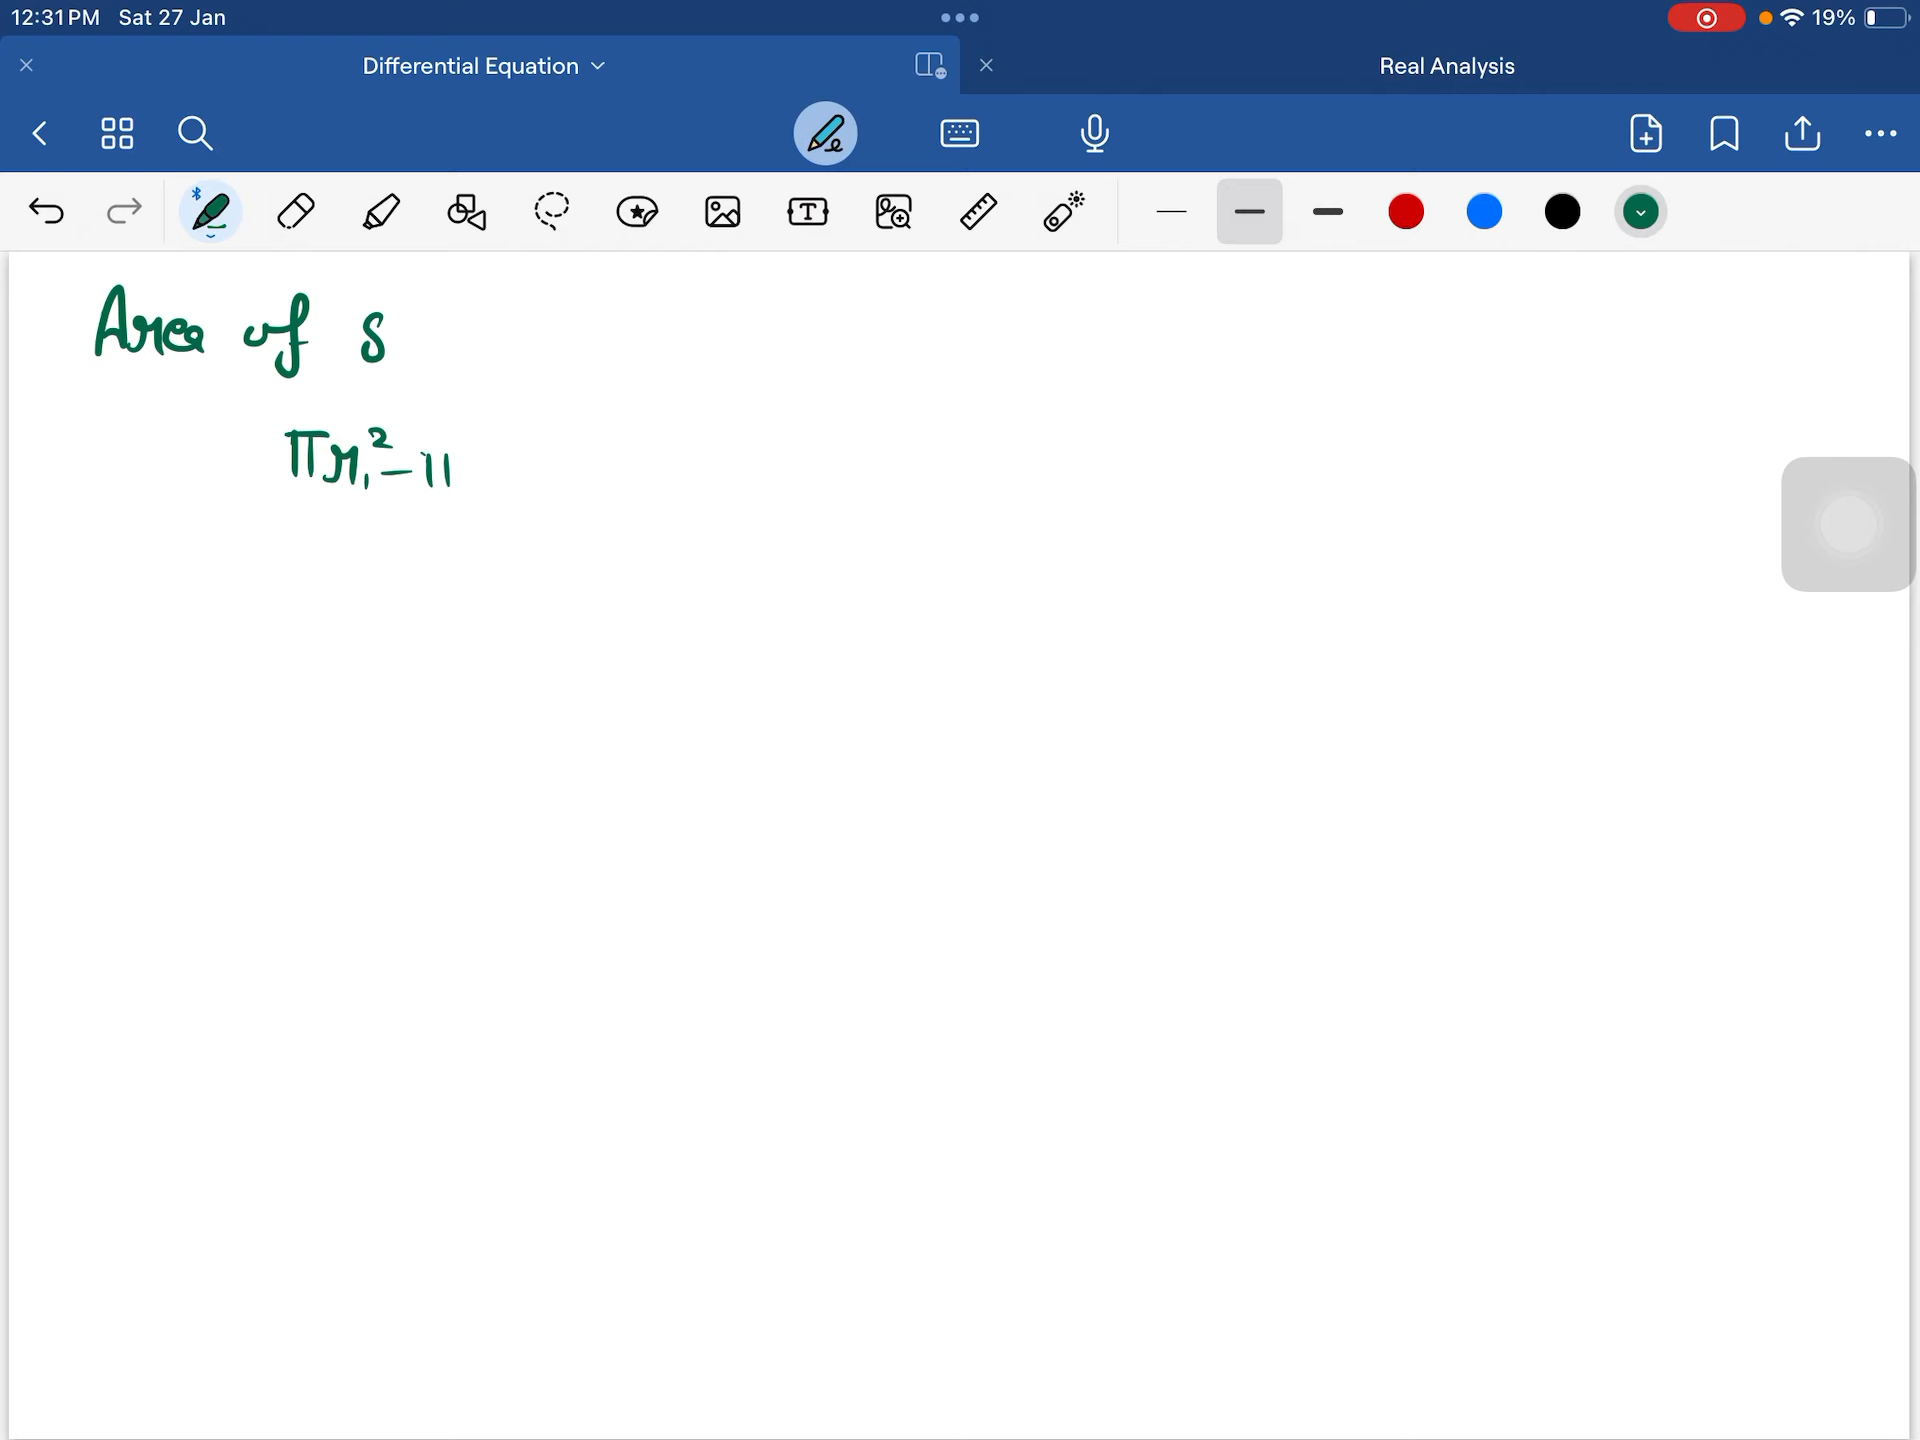 12:31 PM Sat 27 Jan 19%
Differential Equation Real Analysis
Area of S
πr₁² - 11